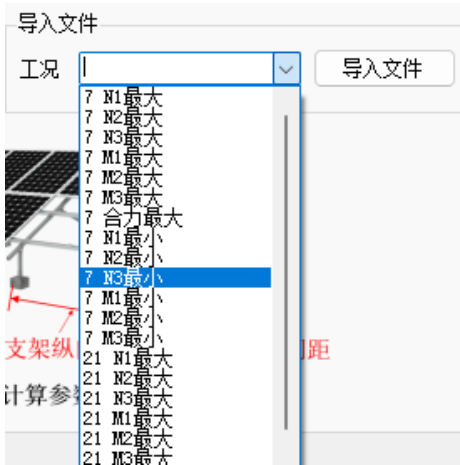 导入文件
工况
导入文件
7 N1最大
7 N2最大
7 N3最大
7 M1最大
7 M2最大
7 M3最大
7 合力最大
7 N1最小
7 N2最小
7 N3最小
7 M1最小
7 M2最小
7 M3最小
支架纵
距
21 N1最大
21 N2最大
计算参
21 N3最大
21 M1最大
21 M2最大
21 M3最大